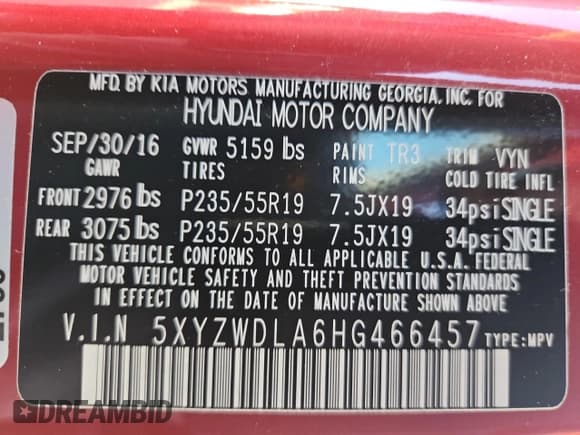 MFD. BY KIA MOTORS MANUFACTURING GEORGIA, INC. FOR
HYUNDAI MOTOR COMPANY
SEP/30/16 GVWR 5159 lbs PAINT TR3 TRIM VYN
GAWR TIRES RIMS COLD TIRE INFL
FRONT 2976 lbs P235/55R19 7.5JX19 34psi SINGLE
REAR 3075 lbs P235/55R19 7.5JX19 34psi SINGLE
THIS VEHICLE CONFORMS TO ALL APPLICABLE U.S.A. FEDERAL
MOTOR VEHICLE SAFETY AND THEFT PREVENTION STANDARDS
IN EFFECT ON THE DATE OF MANUFACTURE SHOWN ABOVE
V.I.N 5XYZWDLA6HG466457 TYPE: MPV
DREAMBID